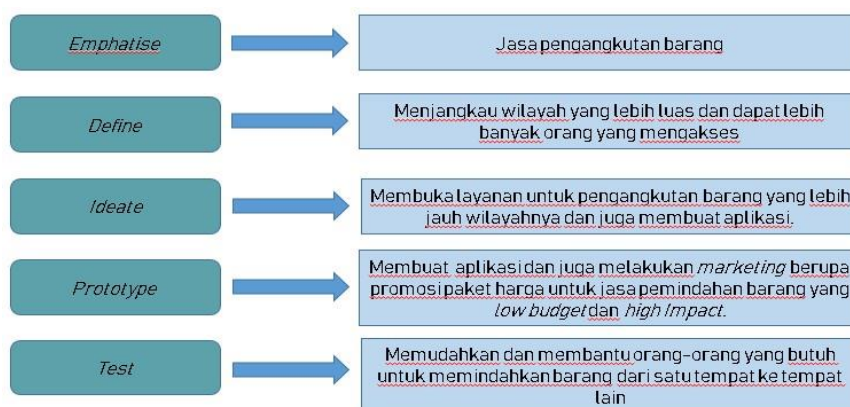 Emphatise
Jasa pengangkutan barang
Define
Menjangkau wilayah yang lebih luas dan dapat lebih
banyak orang yang mengakses
Ideate
Membuka layanan untuk pengangkutan barang yang lebih
jauh wilayahnya dan juga membuat aplikasi.
Prototype
Membuat aplikasi dan juga melakukan marketing berupa
promosi paket harga untuk jasa pemindahan barang yang
low budget dan high Impact.
Test
Memudahkan dan membantu orang-orang yang butuh
untuk memindahkan barang dari satu tempat ke tempat
lain